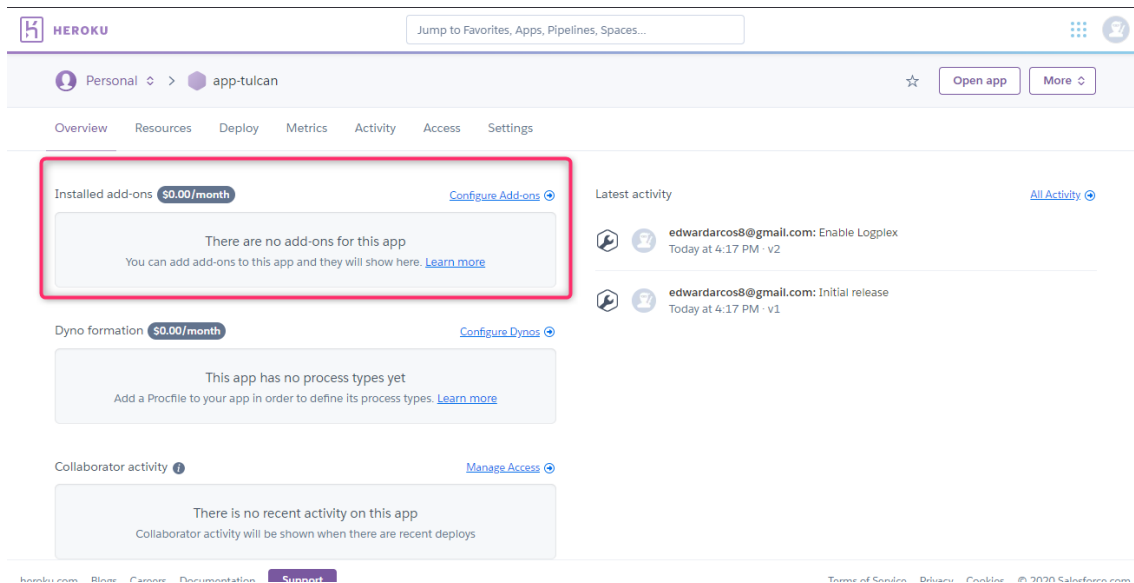 HEROKU
Jump to Favorites, Apps, Pipelines, Spaces...
Personal > app-tulcan
Open app
More
Overview Resources Deploy Metrics Activity Access Settings
Installed add-ons $0.00/month Configure Add-ons
There are no add-ons for this app
You can add add-ons to this app and they will show here. Learn more
Dyno formation $0.00/month Configure Dynos
This app has no process types yet
Add a Procfile to your app in order to define its process types. Learn more
Collaborator activity Manage Access
There is no recent activity on this app
Collaborator activity will be shown when there are recent deploys
Latest activity All Activity
edwardarcos8@gmail.com: Enable Logplex
Today at 4:17 PM · v2
edwardarcos8@gmail.com: Initial release
Today at 4:17 PM · v1
heroku.com Blogs Careers Documentation Support
Terms of Service Privacy Cookies © 2020 Salesforce.com